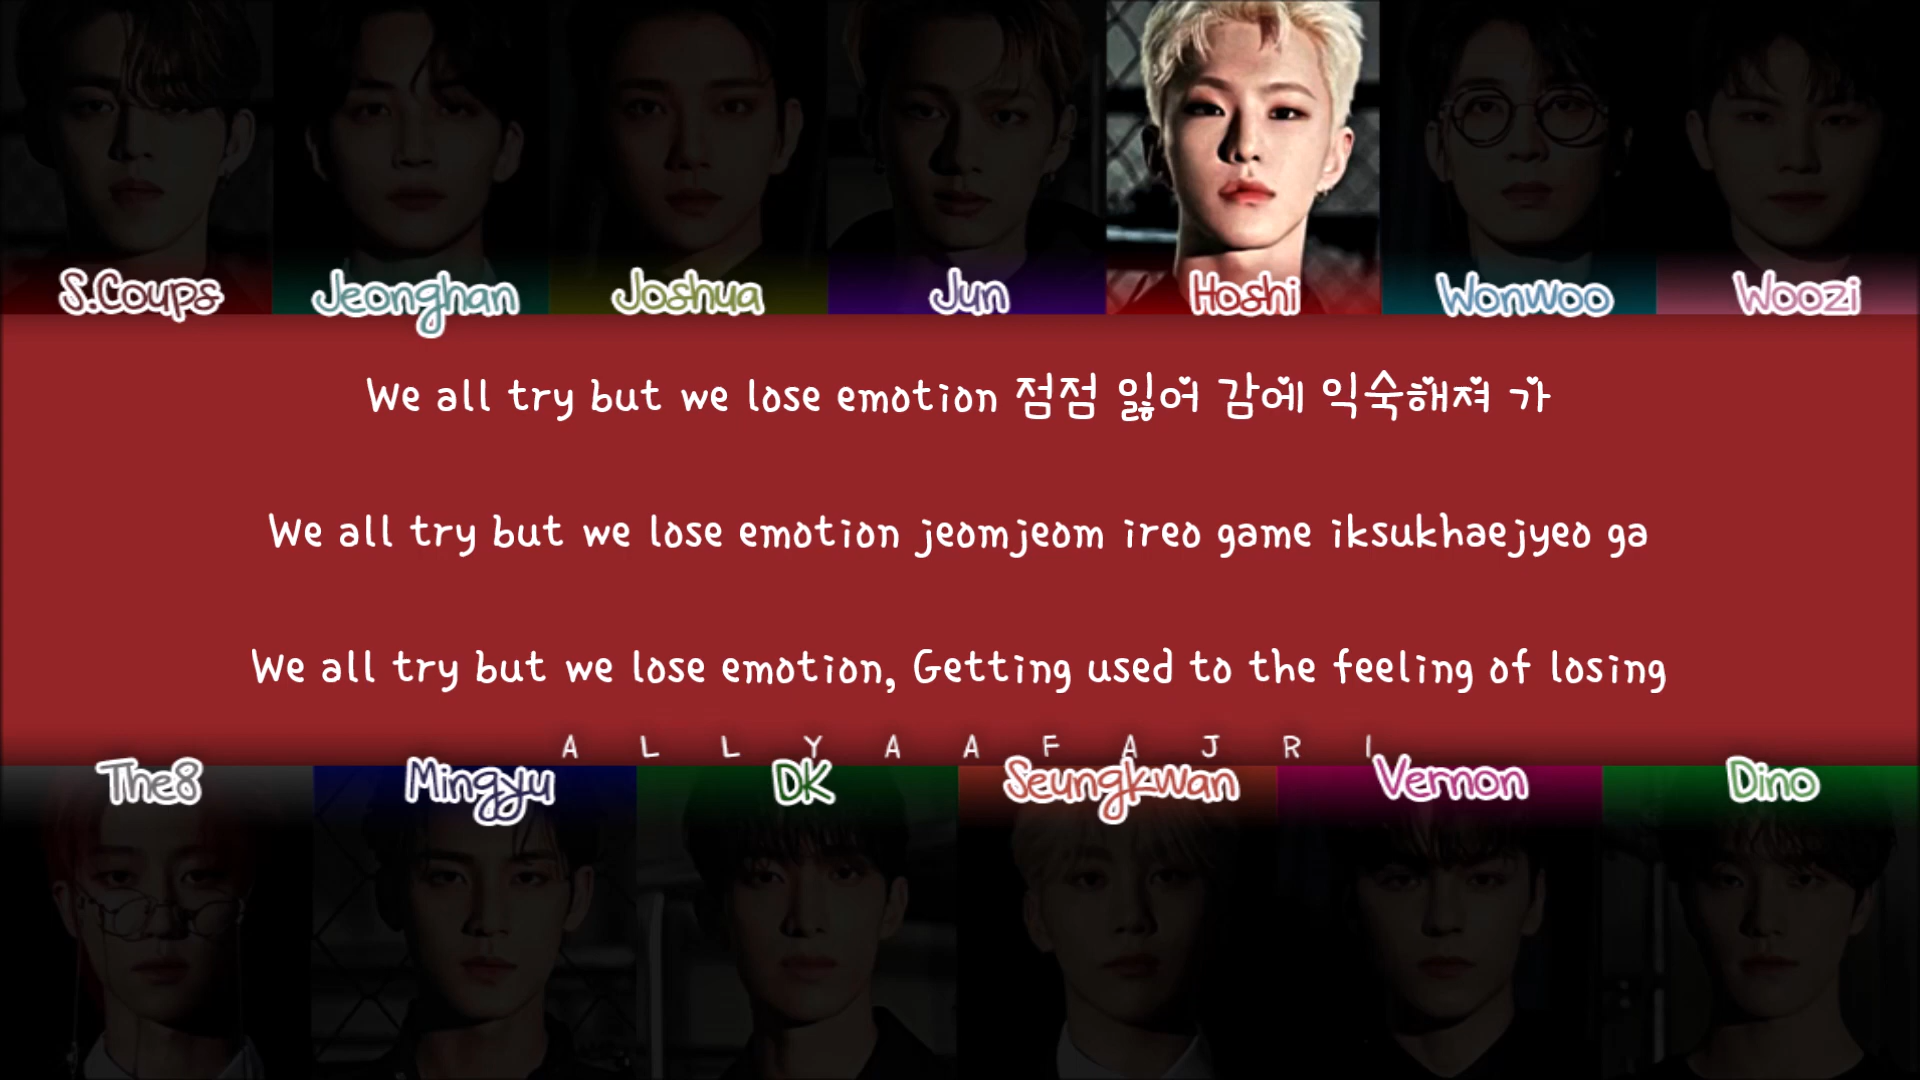 S.Coups Jeonghan Joshua Jun Hoshi Wonwoo Woozi
We all try but we lose emotion 점점 잃어 감에 익숙해져 가
We all try but we lose emotion jeomjeom ireo game iksukhaejyeo ga
We all try but we lose emotion, Getting used to the feeling of losing
A L L Y A A F A J R I
The8 Mingyu DK Seungkwan Vernon Dino